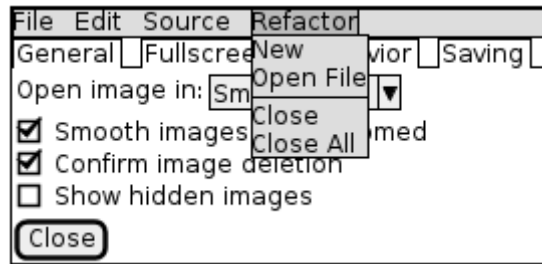 File Edit Source Refactor
General Fullscree vior Saving
New
Open File
Close
Close All
Open image in: Sm
Smooth images omed
Confirm image deletion
Show hidden images
Close